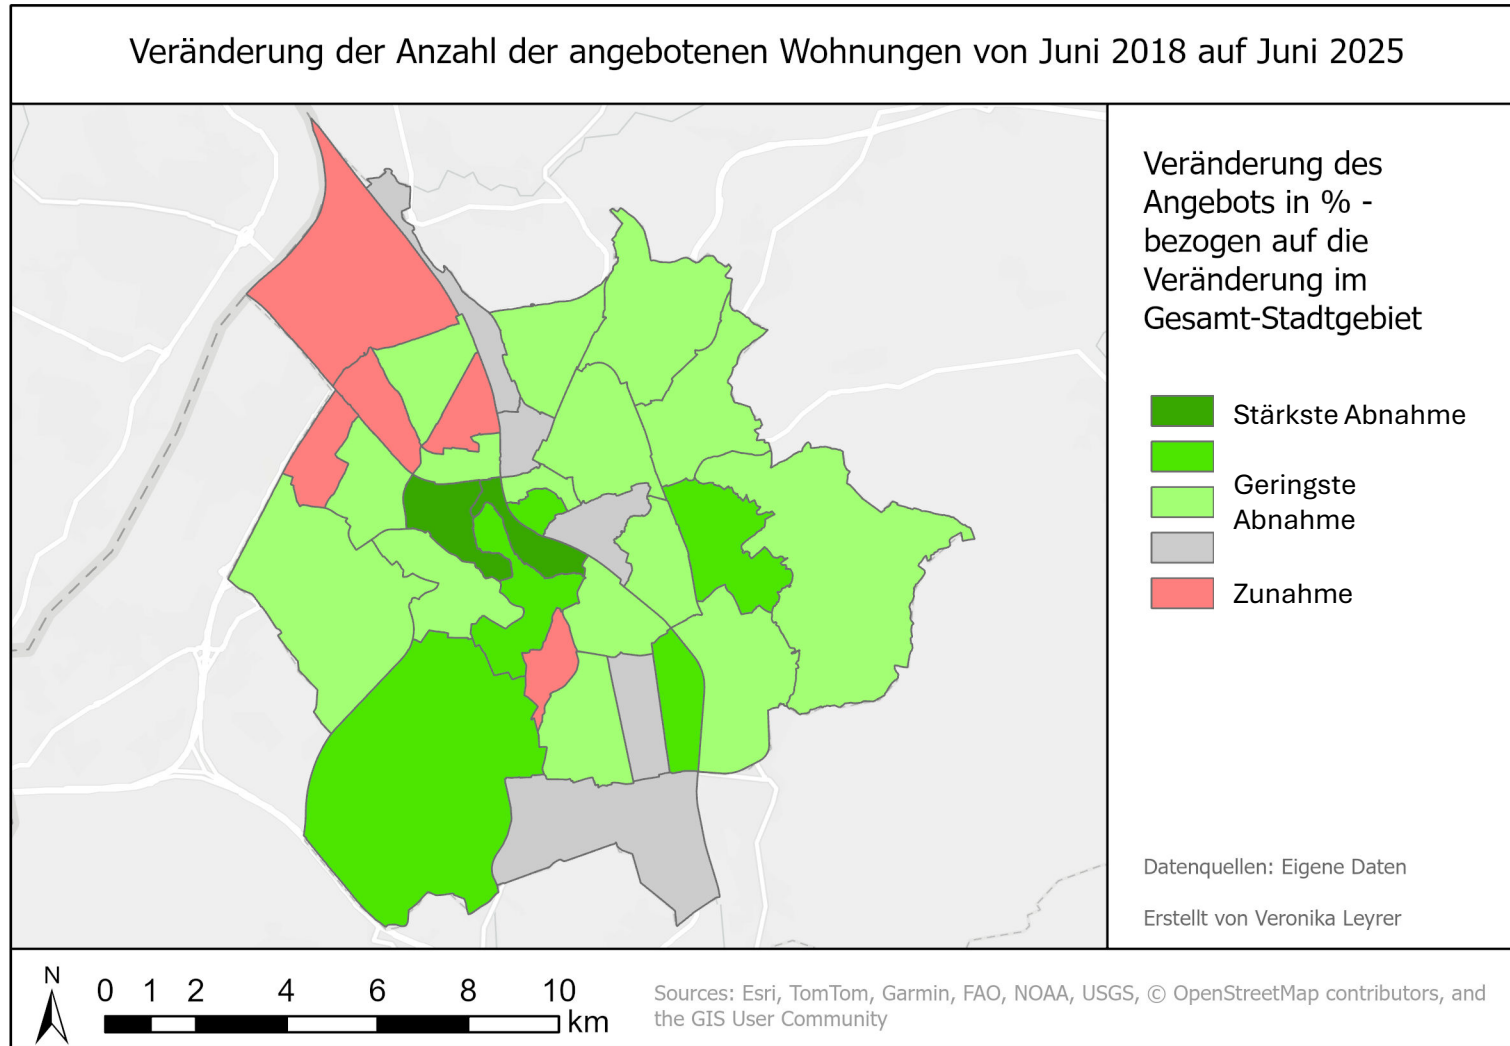 Veränderung der Anzahl der angebotenen Wohnungen von Juni 2018 auf Juni 2025
Veränderung des
Angebots in % -
bezogen auf die
Veränderung im
Gesamt-Stadtgebiet
Stärkste Abnahme
Geringste
Abnahme
Zunahme
Datenquellen: Eigene Daten
Erstellt von Veronika Leyrer
N
0 1 2 4 6 8 10
km
Sources: Esri, TomTom, Garmin, FAO, NOAA, USGS, © OpenStreetMap contributors, and
the GIS User Community